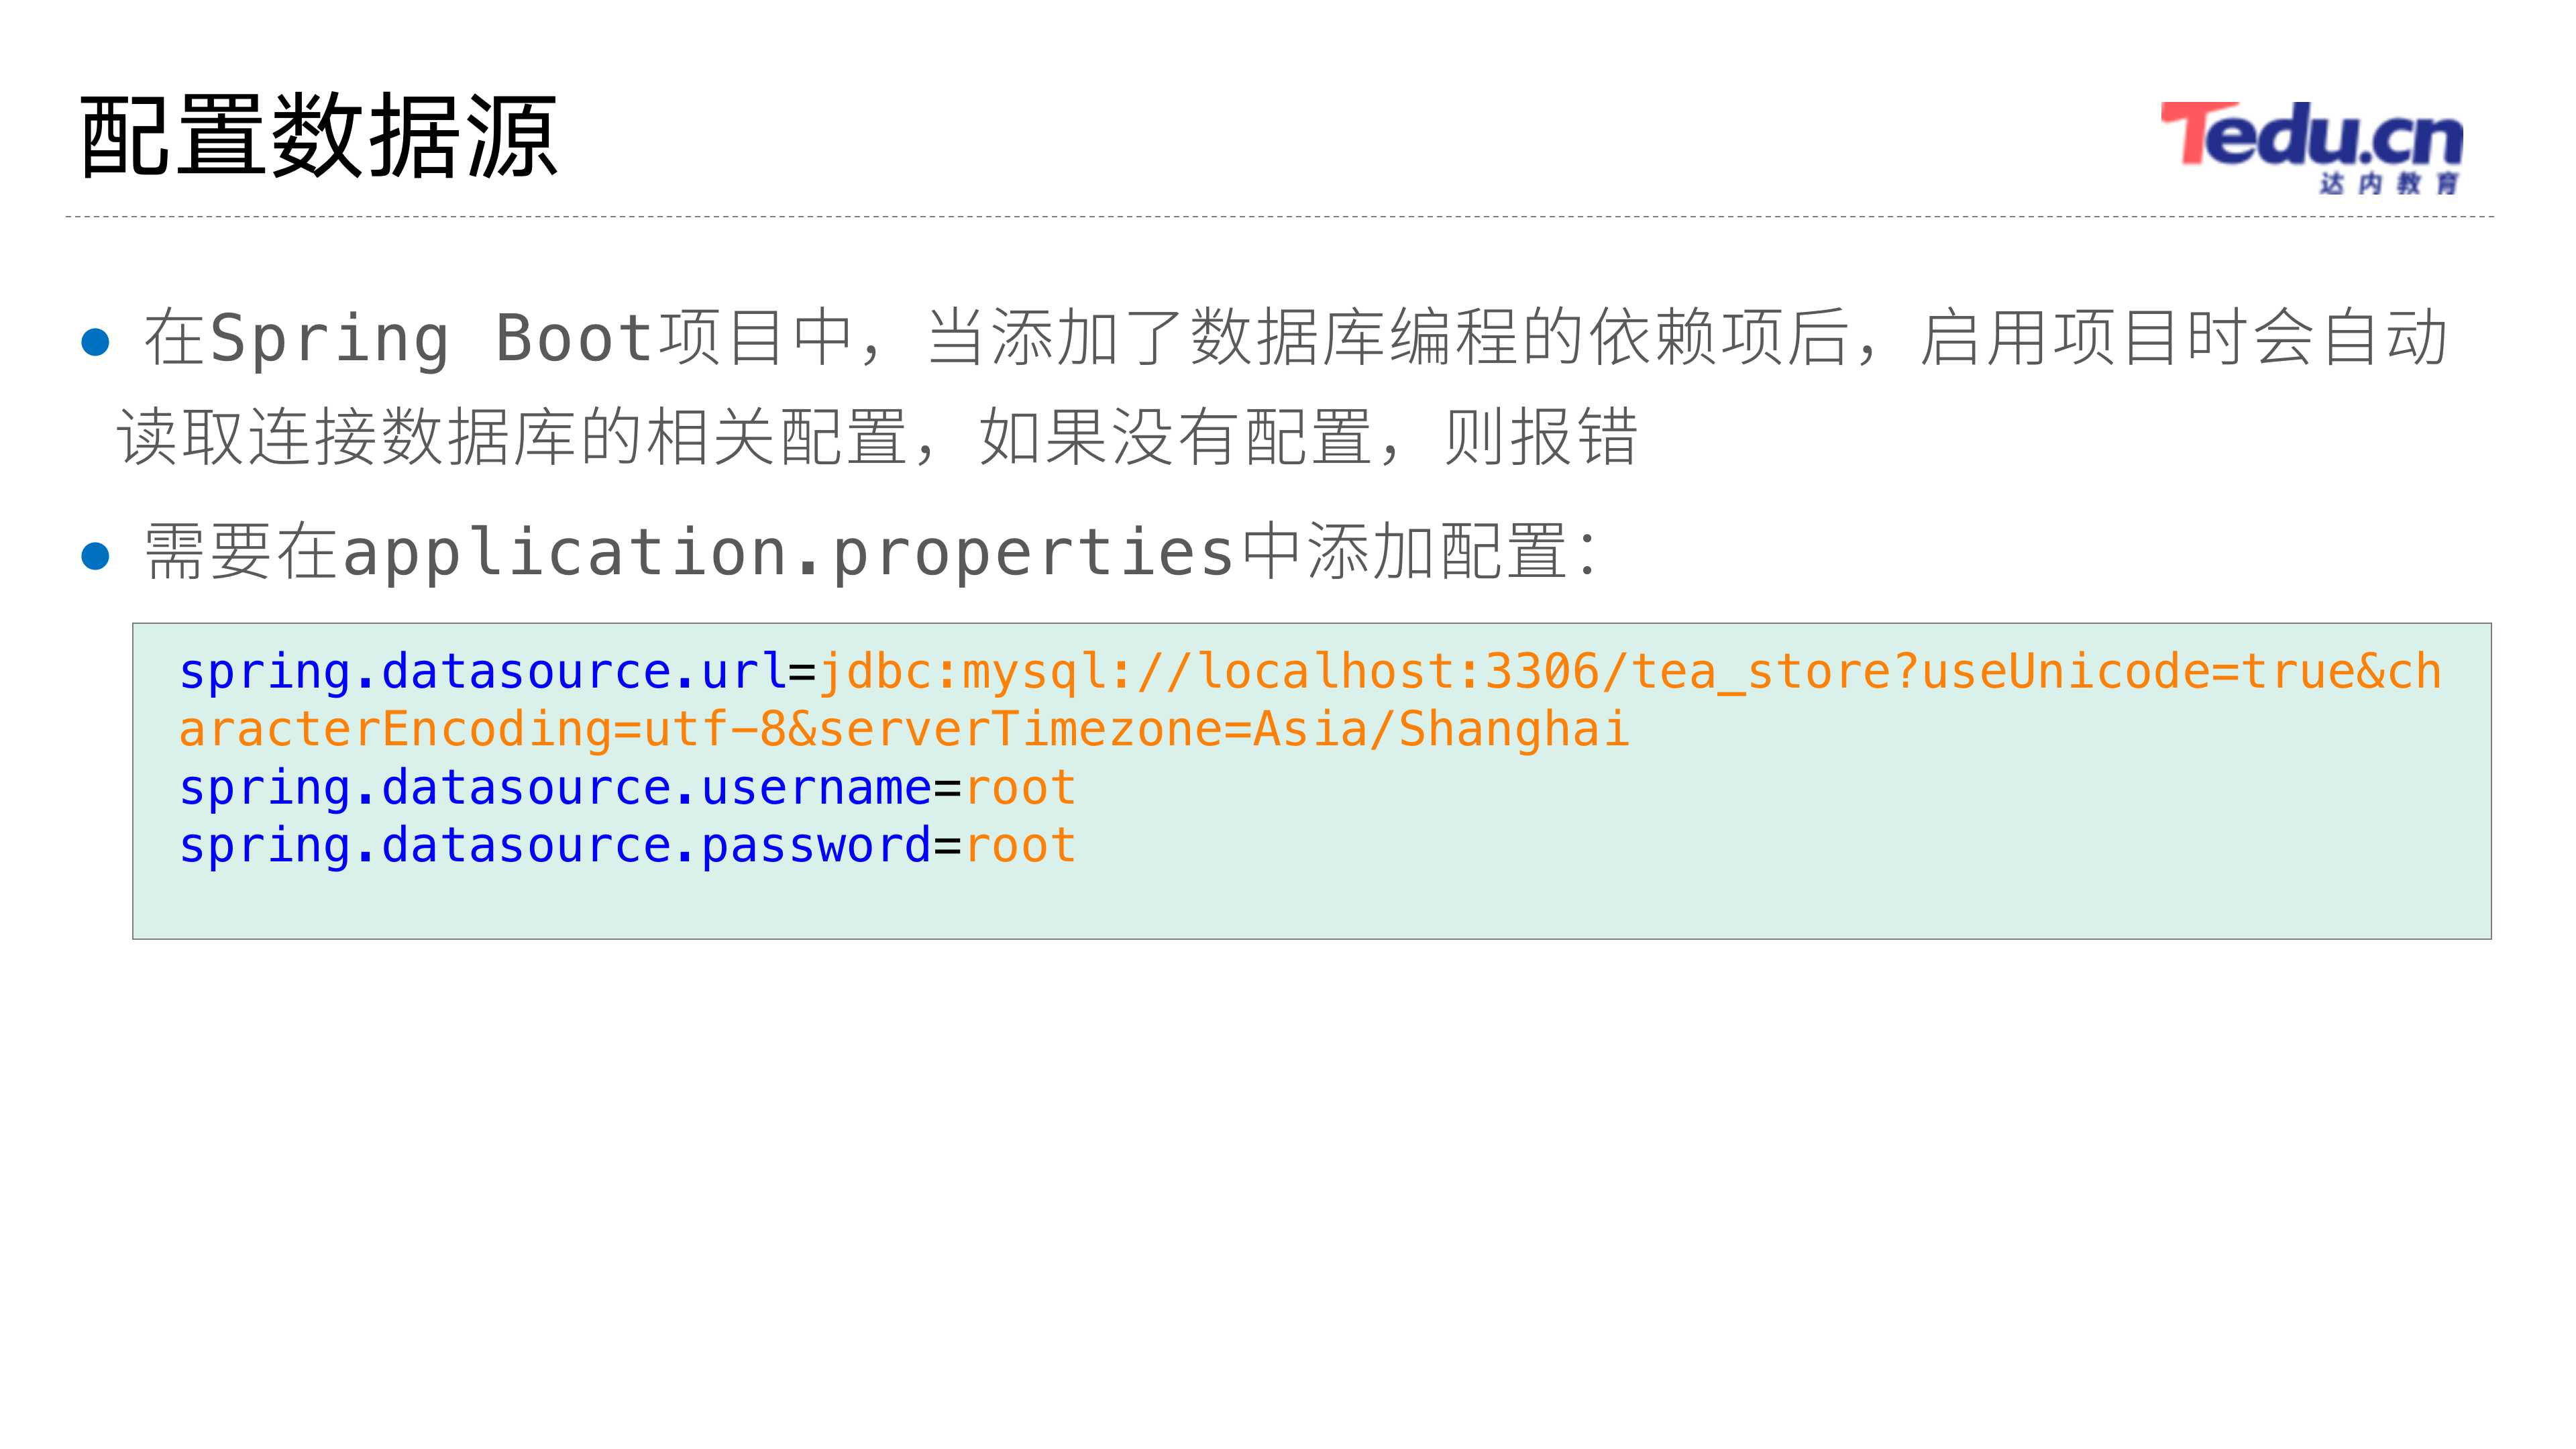 配置数据源
Tedu.cn
达内教育
在Spring Boot项目中，当添加了数据库编程的依赖项后，启用项目时会自动
读取连接数据库的相关配置，如果没有配置，则报错
需要在application.properties中添加配置：
spring.datasource.url=jdbc:mysql://localhost:3306/tea_store?useUnicode=true&ch
aracterEncoding=utf-8&serverTimezone=Asia/Shanghai
spring.datasource.username=root
spring.datasource.password=root